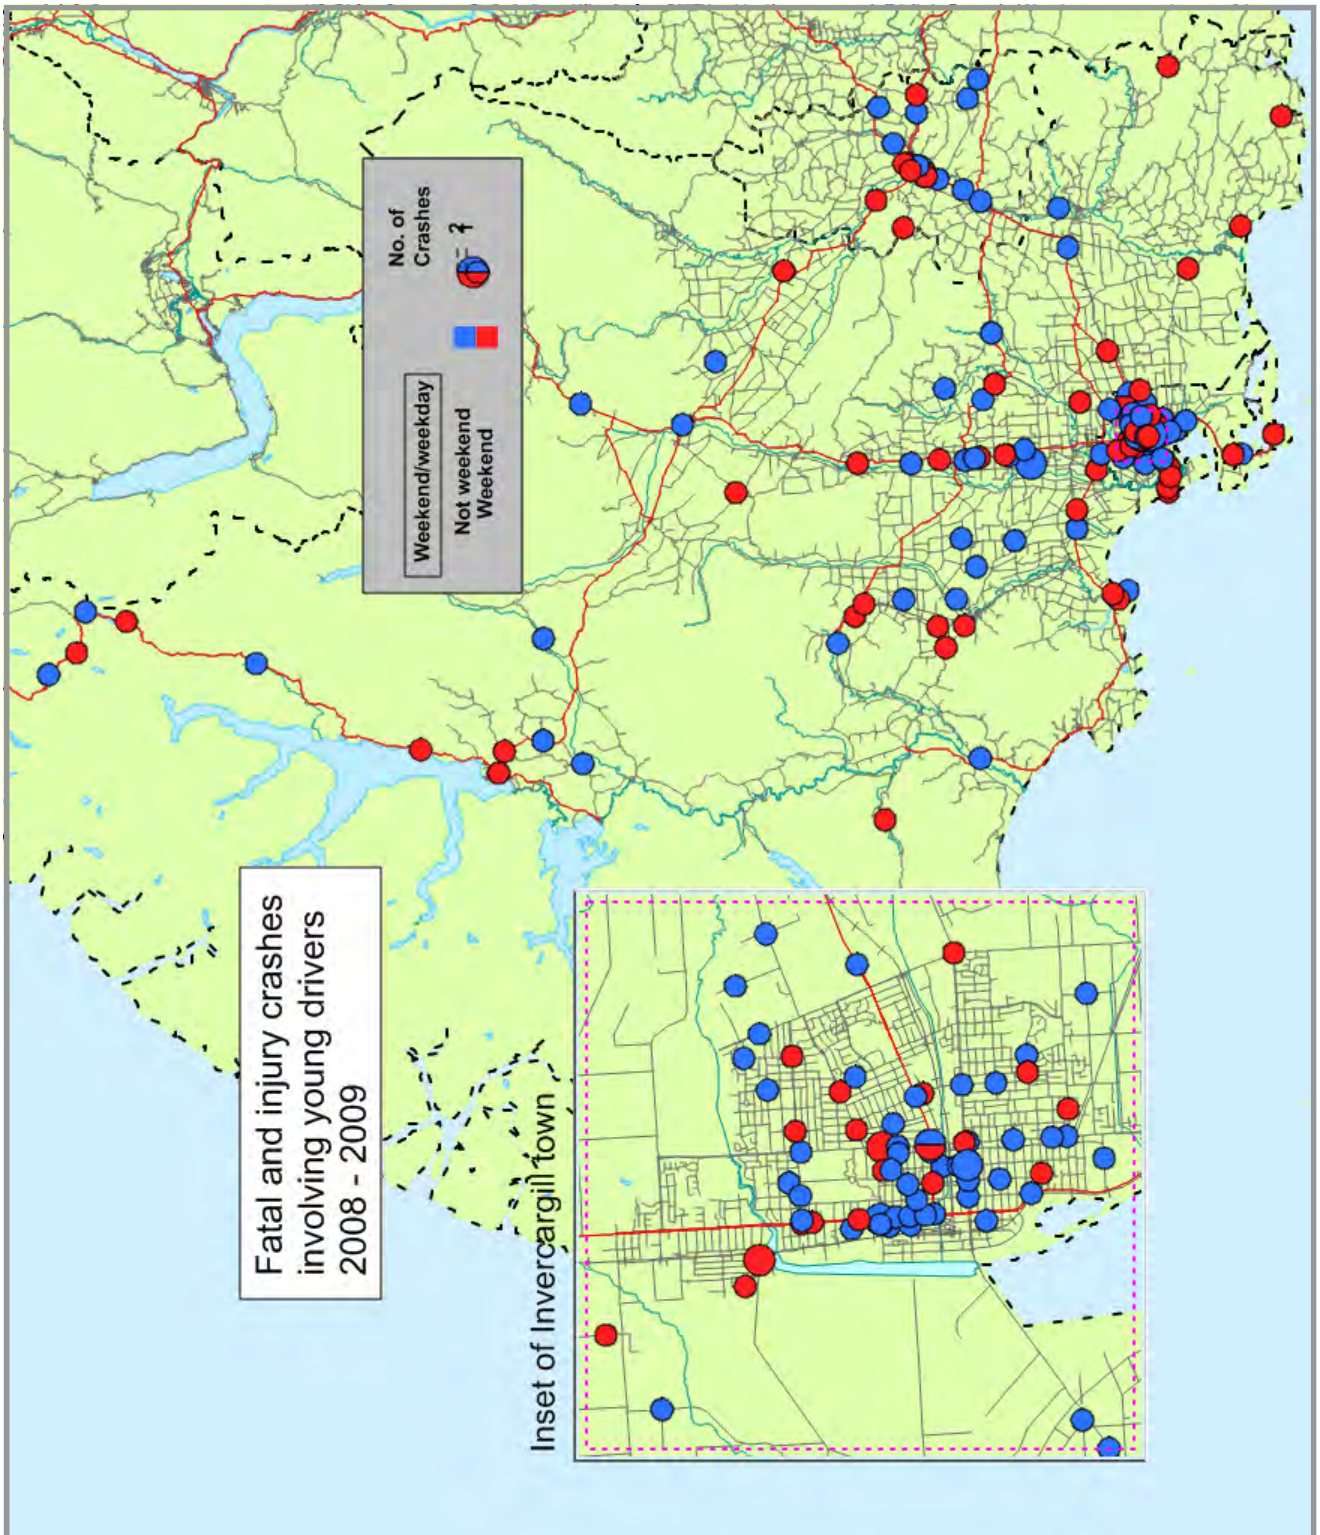 Fatal and injury crashes
involving young drivers
2008 - 2009
Weekend/weekday
Not weekend
Weekend
No. of
Crashes
2
1
Inset of Invercargill town